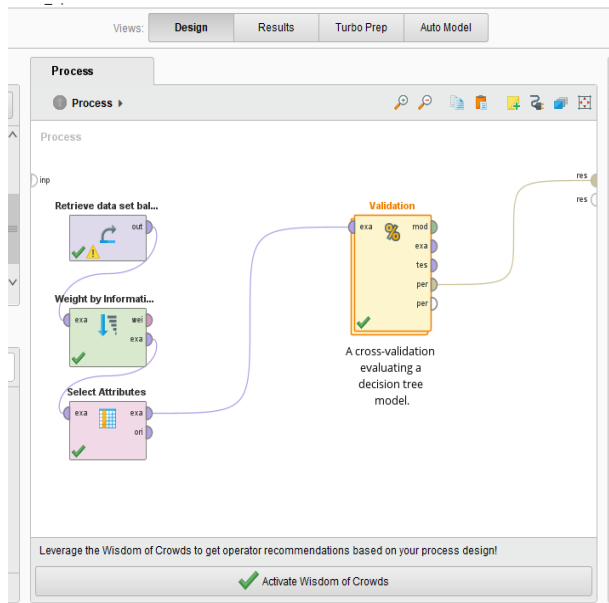 Views:
Design
Results
Turbo Prep
Auto Model
Process
Process
Process
inp
res
res
Retrieve data set bal...
out
Weight by Informati...
exa
wei
exa
Select Attributes
exa
exa
ori
Validation
exa
%
mod
exa
tes
per
per
A cross-validation
evaluating a
decision tree
model.
Leverage the Wisdom of Crowds to get operator recommendations based on your process design!
Activate Wisdom of Crowds